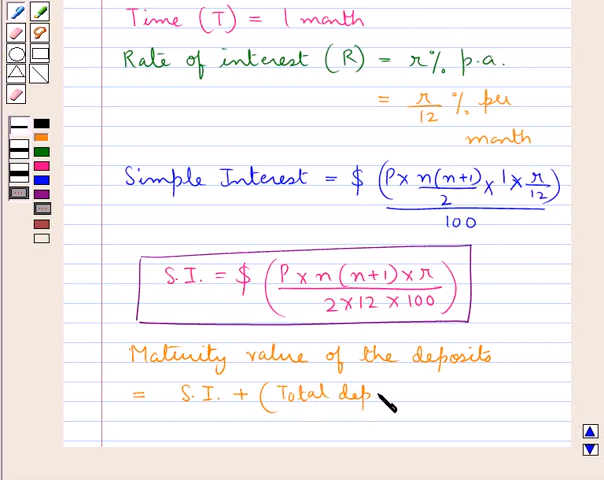 Time (T) = 1 month
Rate of interest (R) = r% p.a.
= r/12 % per
month
Simple Interest = $ (P x n(n+1)/2 x 1 x r/12)/100
S.I. = $ (P x n (n+1) x r / 2 x 12 x 100)
Maturity value of the deposits
= S.I. + (Total dep